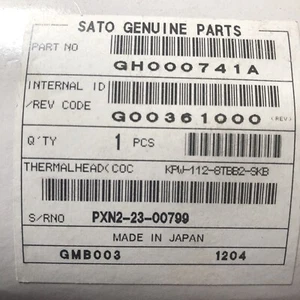 SATO GENUINE PARTS
PART NO
GH000741A
INTERNAL ID
/REV CODE
G00361000 (REV)
Q'TY 1 PCS
THERMALHEAD(COC KPW-112-8TBB2-SKB
S/RNO PXN2-23-00799
MADE IN JAPAN
GMB003 1204